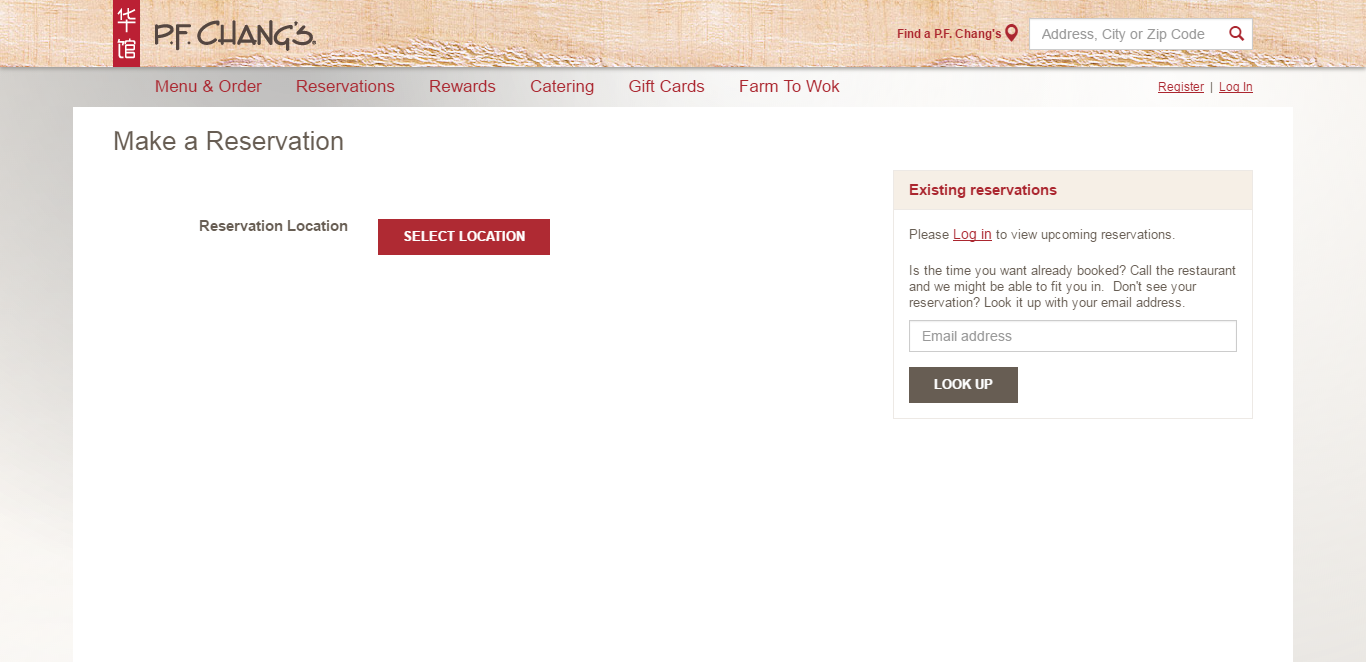 华馆
P.F. CHANG'S.
Find a P.F. Chang's
Address, City or Zip Code
Menu & Order
Reservations
Rewards
Catering
Gift Cards
Farm To Wok
Register | Log In
Make a Reservation
Reservation Location
SELECT LOCATION
Existing reservations
Please Log in to view upcoming reservations.
Is the time you want already booked? Call the restaurant
and we might be able to fit you in.  Don't see your
reservation? Look it up with your email address.
Email address
LOOK UP